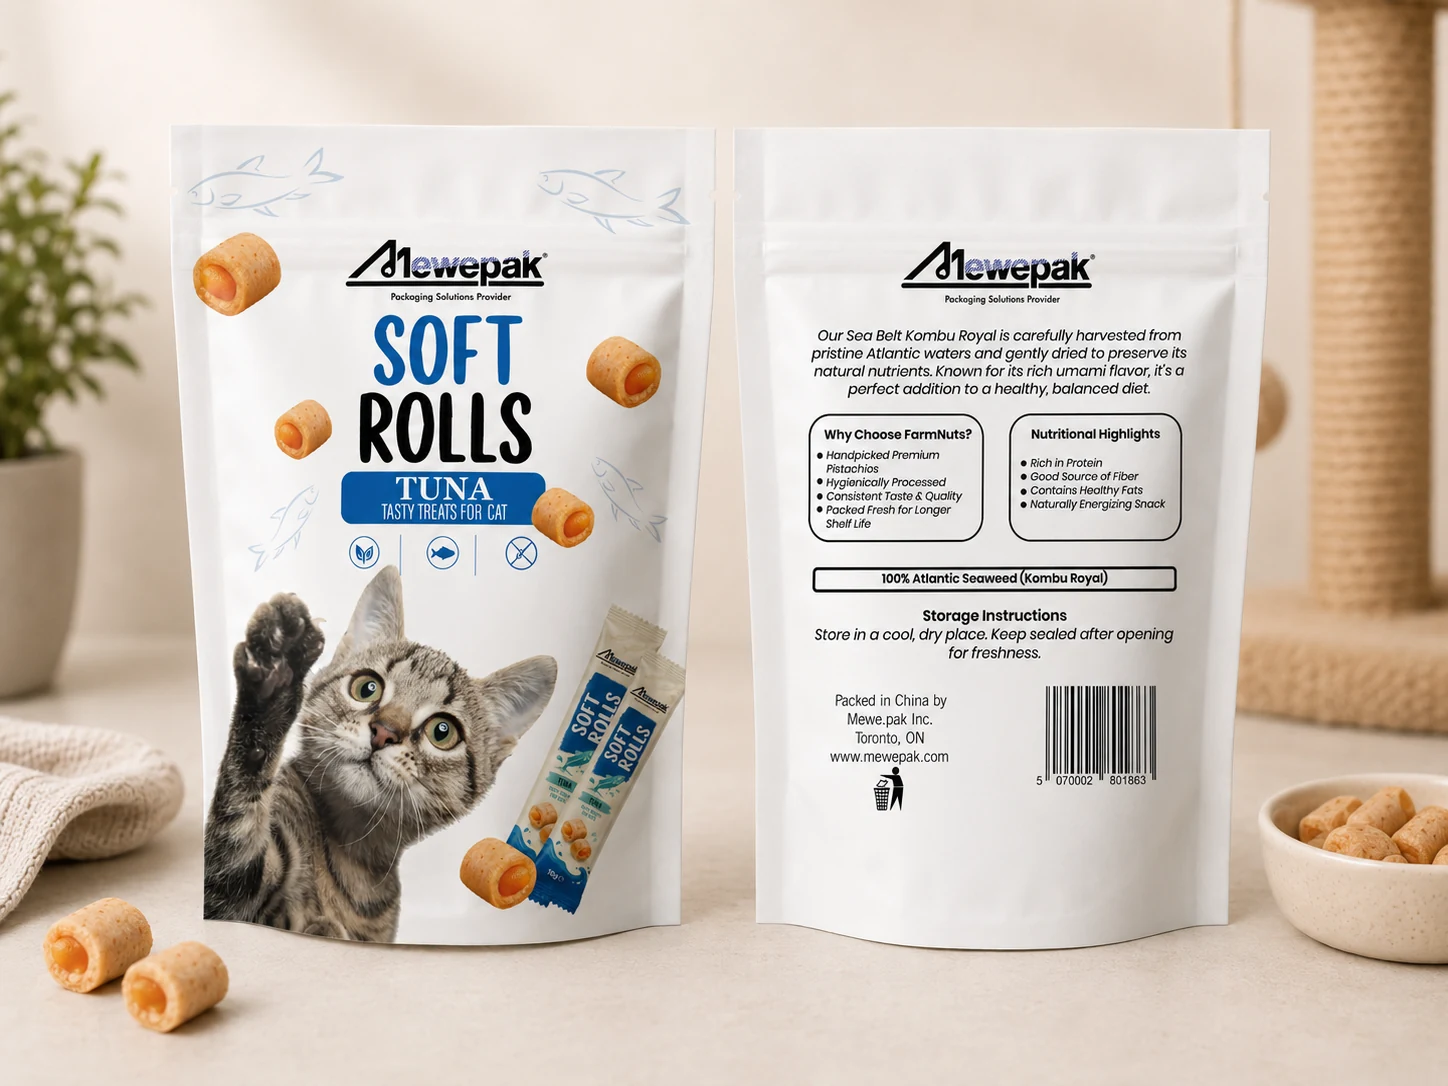 Mewepak®
Packaging Solutions Provider
SOFT
ROLLS
TUNA
TASTY TREATS FOR CAT
Mewepak
SOFT
ROLLS
TUNA
Mewepak
SOFT
ROLLS
TUNA
10g
Mewepak®
Packaging Solutions Provider
Our Sea Belt Kombu Royal is carefully harvested from
pristine Atlantic waters and gently dried to preserve its
natural nutrients. Known for its rich umami flavor, it's a
perfect addition to a healthy, balanced diet.
Why Choose FarmNuts?
• Handpicked Premium
Pistachios
• Hygienically Processed
• Consistent Taste & Quality
• Packed Fresh for Longer
Shelf Life
Nutritional Highlights
• Rich in Protein
• Good Source of Fiber
• Contains Healthy Fats
• Naturally Energizing Snack
100% Atlantic Seaweed (Kombu Royal)
Storage Instructions
Store in a cool, dry place. Keep sealed after opening
for freshness.
Packed in China by
Mewe.pak Inc.
Toronto, ON
www.mewepak.com
5 070002 801863